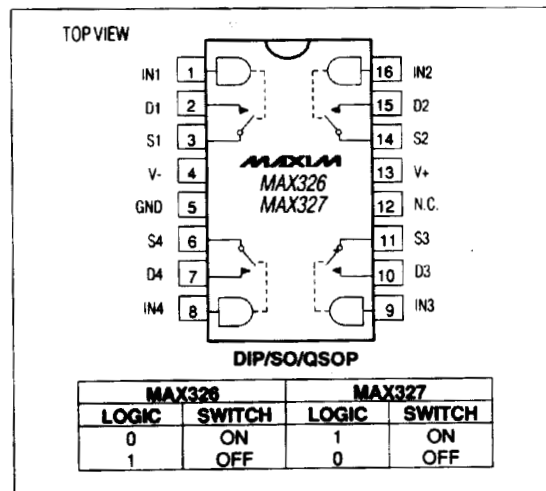 TOP VIEW
IN1 1 16 IN2
D1 2 15 D2
S1 3 14 S2
V- 4 MAXIM 13 V+
MAX326
GND 5 MAX327 12 N.C.
S4 6 11 S3
D4 7 10 D3
IN4 8 9 IN3
DIP/SO/QSOP
MAX326 MAX327
LOGIC SWITCH LOGIC SWITCH
0 ON 1 ON
1 OFF 0 OFF